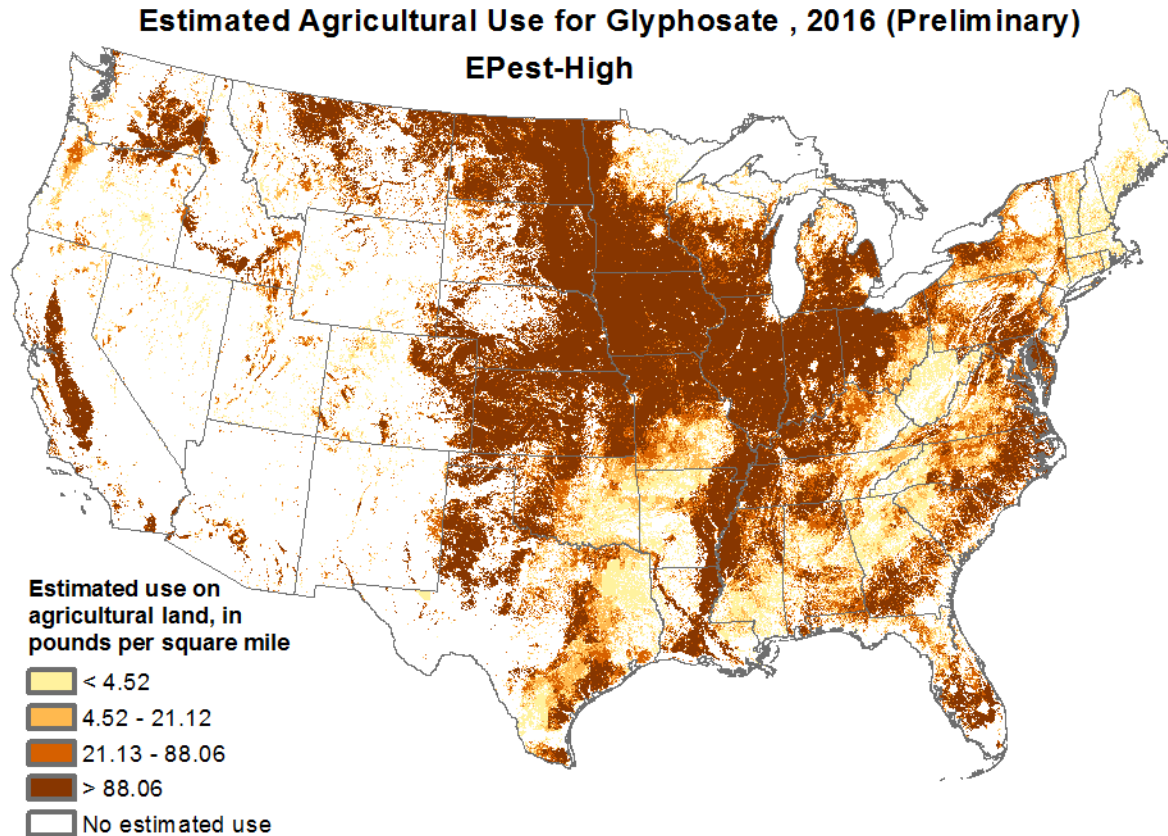 Estimated Agricultural Use for Glyphosate , 2016 (Preliminary)
EPest-High
Estimated use on
agricultural land, in
pounds per square mile
< 4.52
4.52 - 21.12
21.13 - 88.06
> 88.06
No estimated use